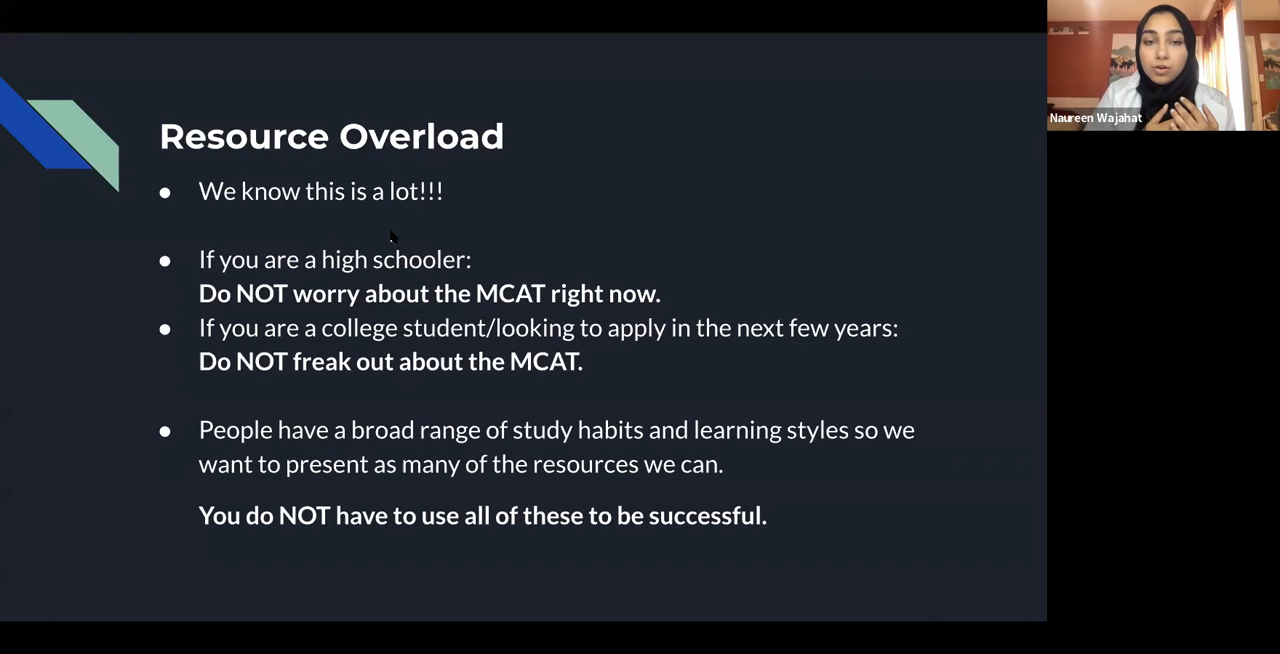 Resource Overload
● We know this is a lot!!!
● If you are a high schooler:
Do NOT worry about the MCAT right now.
● If you are a college student/looking to apply in the next few years:
Do NOT freak out about the MCAT.
● People have a broad range of study habits and learning styles so we
want to present as many of the resources we can.
You do NOT have to use all of these to be successful.
Naureen Wajahat